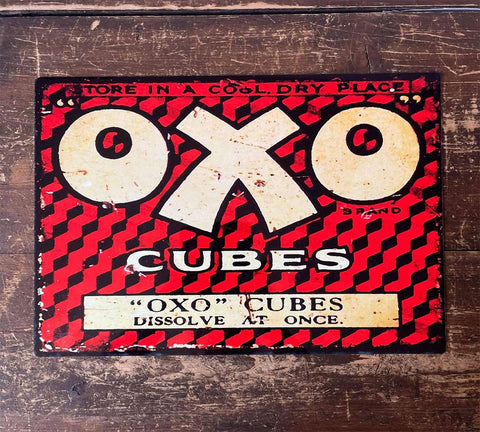 STORE IN A COOL, DRY PLACE
"OXO"
BRAND
CUBES
"OXO" CUBES
DISSOLVE AT ONCE.